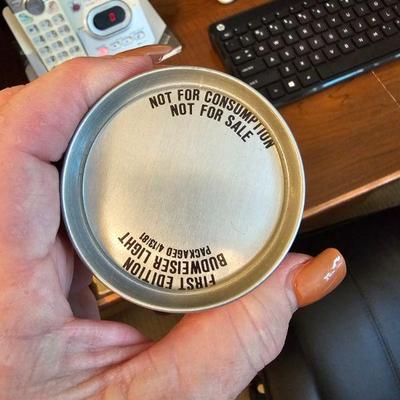 NOT FOR CONSUMPTION
NOT FOR SALE
FIRST EDITION
BUDWEISER LIGHT
PACKAGED 4/13/81